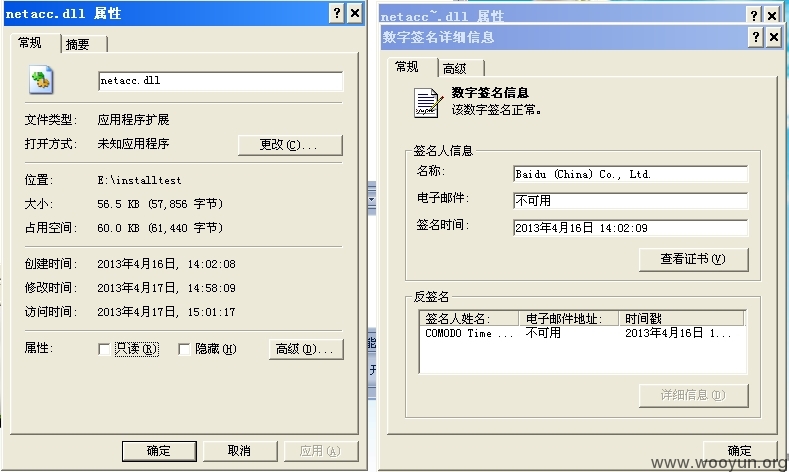 netacc.dll 属性
常规
摘要
netacc.dll
文件类型: 应用程序扩展
打开方式: 未知应用程序
更改(C)...
位置: E:\installtest
大小: 56.5 KB (57,856 字节)
占用空间: 60.0 KB (61,440 字节)
创建时间: 2013年4月16日, 14:02:08
修改时间: 2013年4月17日, 14:58:09
访问时间: 2013年4月17日, 15:01:17
属性: 只读(R) 隐藏(H) 高级(D)...
确定 取消 应用(A)
netacc~.dll 属性
数字签名详细信息
常规
高级
数字签名信息
该数字签名正常。
签名人信息
名称: Baidu (China) Co., Ltd.
电子邮件: 不可用
签名时间: 2013年4月16日 14:02:09
查看证书(V)
反签名
签名人姓名: 电子邮件地址: 时间戳
COMODO Time ... 不可用 2013年4月16日 1...
详细信息(D)
确定
www.wooyun.org